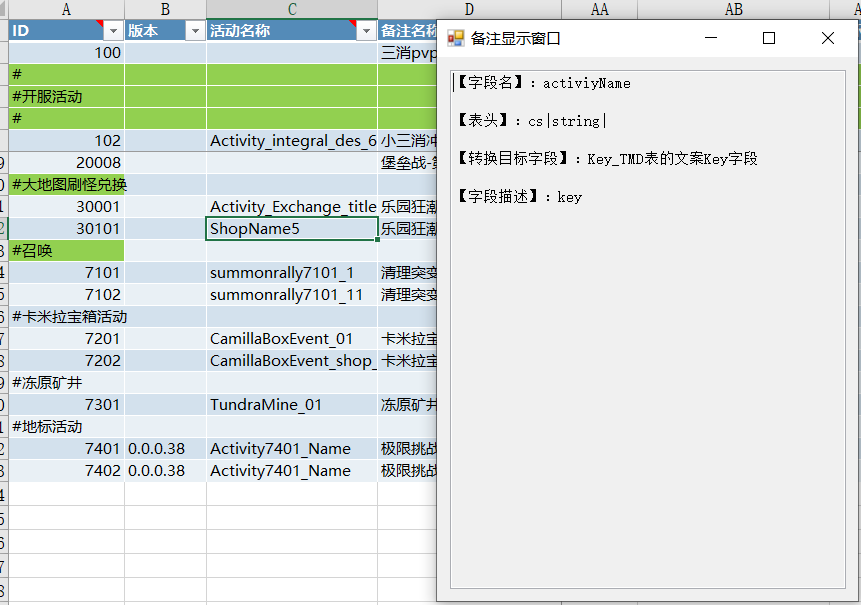 A B C D AA AB
ID 版本 活动名称 备注名称
100 三消pvp
#
#开服活动
#
102 Activity_integral_des_6 小三消冲
20008 堡垒战-第
#大地图刷怪兑换
30001 Activity_Exchange_title 乐园狂潮
30101 ShopName5 乐园狂潮
#召唤
7101 summonrally7101_1 清理突变
7102 summonrally7101_11 清理突变
#卡米拉宝箱活动
7201 CamillaBoxEvent_01 卡米拉宝
7202 CamillaBoxEvent_shop_ 卡米拉宝
#冻原矿井
7301 TundraMine_01 冻原矿井
#地标活动
7401 0.0.0.38 Activity7401_Name 极限挑战
7402 0.0.0.38 Activity7401_Name 极限挑战
备注显示窗口
【字段名】：activiyName
【表头】：cs|string|
【转换目标字段】：Key_TMD表的文案Key字段
【字段描述】：key